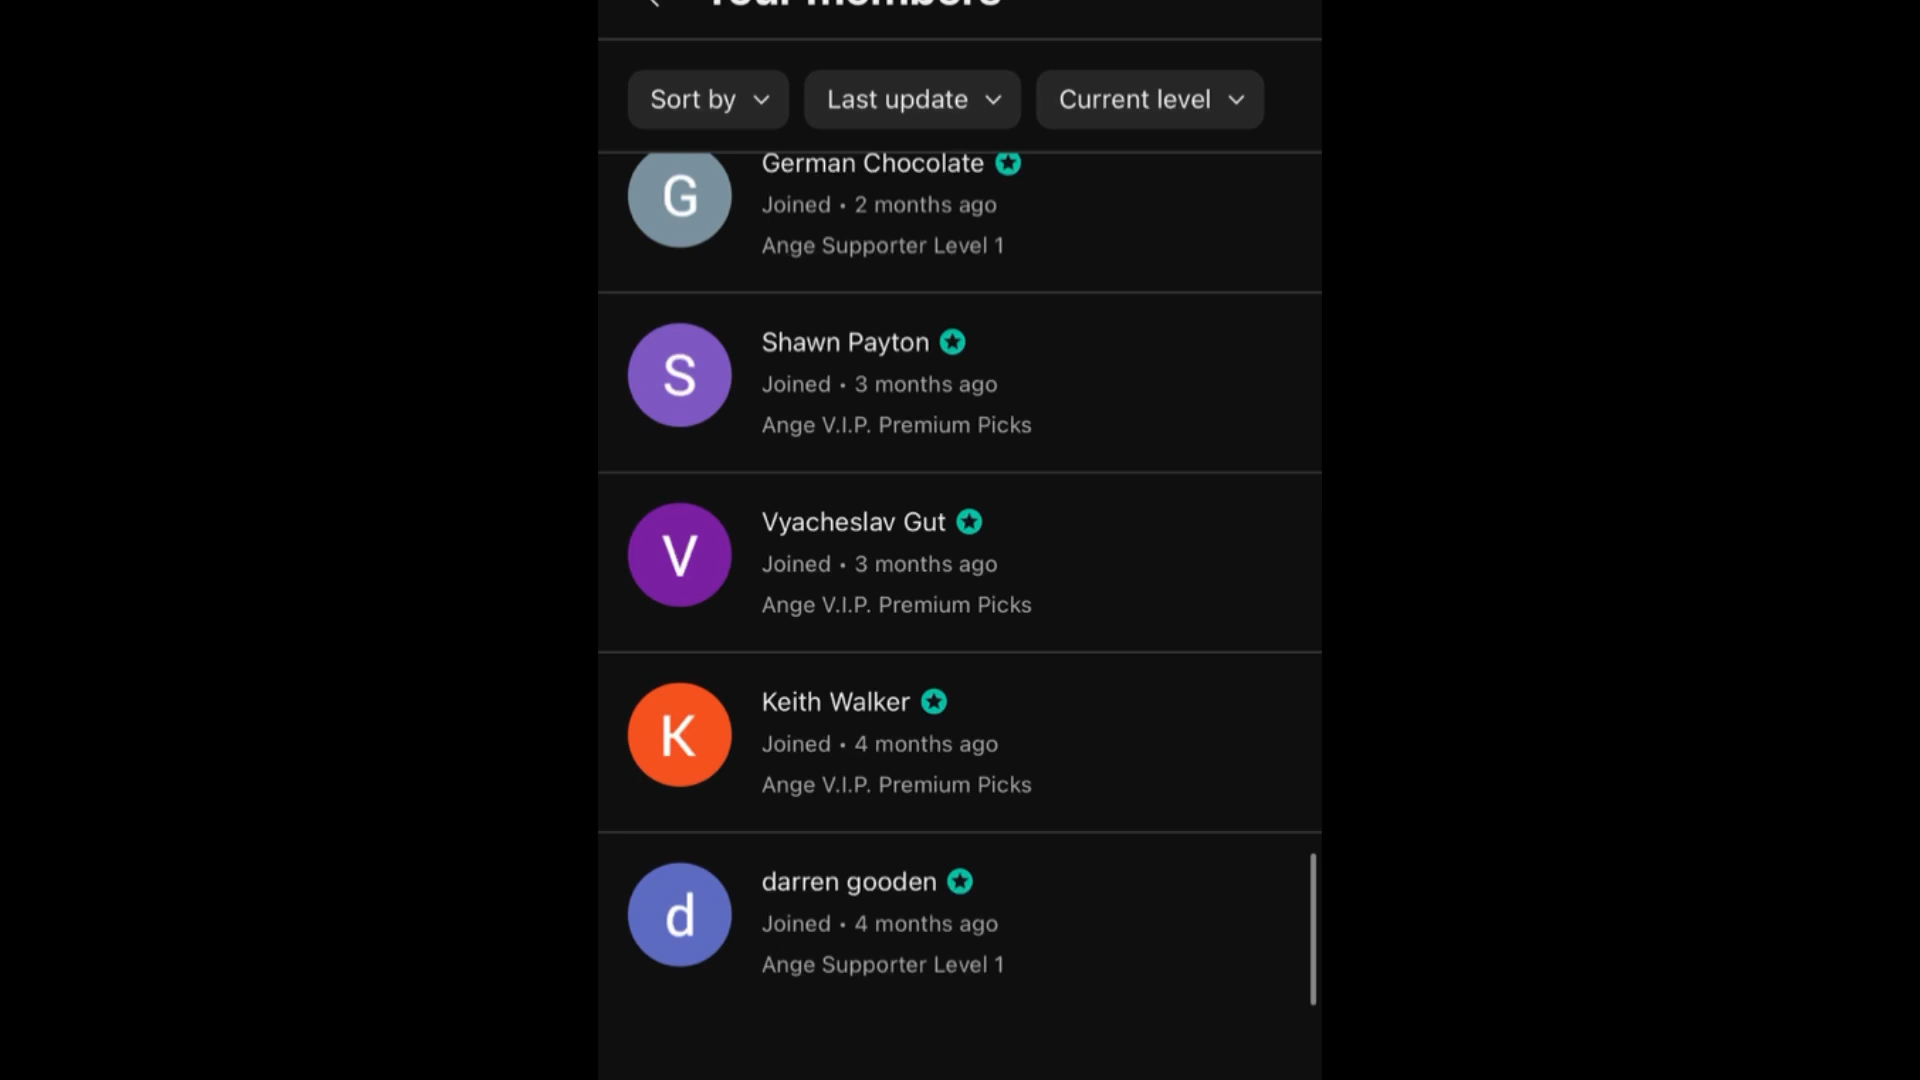 Your members
Sort by
Last update
Current level
G
German Chocolate
Joined • 2 months ago
Ange Supporter Level 1
S
Shawn Payton
Joined • 3 months ago
Ange V.I.P. Premium Picks
V
Vyacheslav Gut
Joined • 3 months ago
Ange V.I.P. Premium Picks
K
Keith Walker
Joined • 4 months ago
Ange V.I.P. Premium Picks
d
darren gooden
Joined • 4 months ago
Ange Supporter Level 1